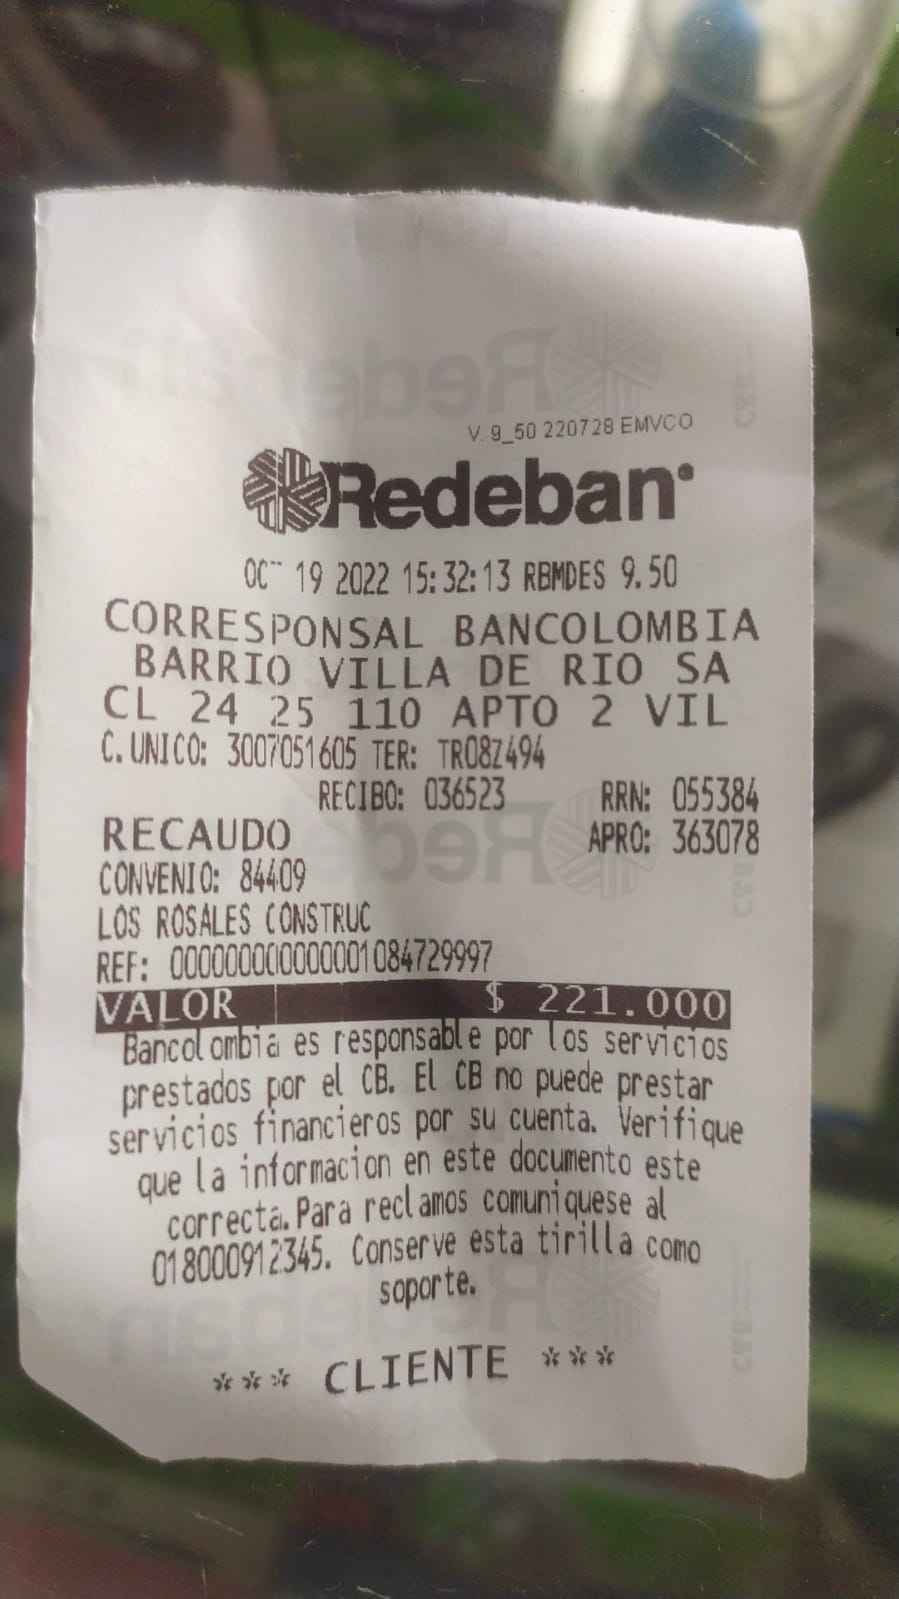 V. 9_50 220728 EMVCO
Redeban
OCT 19 2022 15:32:13 RBMDES 9.50
CORRESPONSAL BANCOLOMBIA
BARRIO VILLA DE RIO SA
CL 24 25 110 APTO 2 VIL
C. UNICO: 3007051605 TER: TR08Z494
RECIBO: 036523 RRN: 055384
RECAUDO APRO: 363078
CONVENIO: 84409
LOS ROSALES CONSTRUC
REF: 00000000000001084729997
VALOR $ 221.000
Bancolombia es responsable por los servicios
prestados por el CB. El CB no puede prestar
servicios financieros por su cuenta. Verifique
que la informacion en este documento este
correcta. Para reclamos comuniquese al
018000912345. Conserve esta tirilla como
soporte.
*** CLIENTE ***